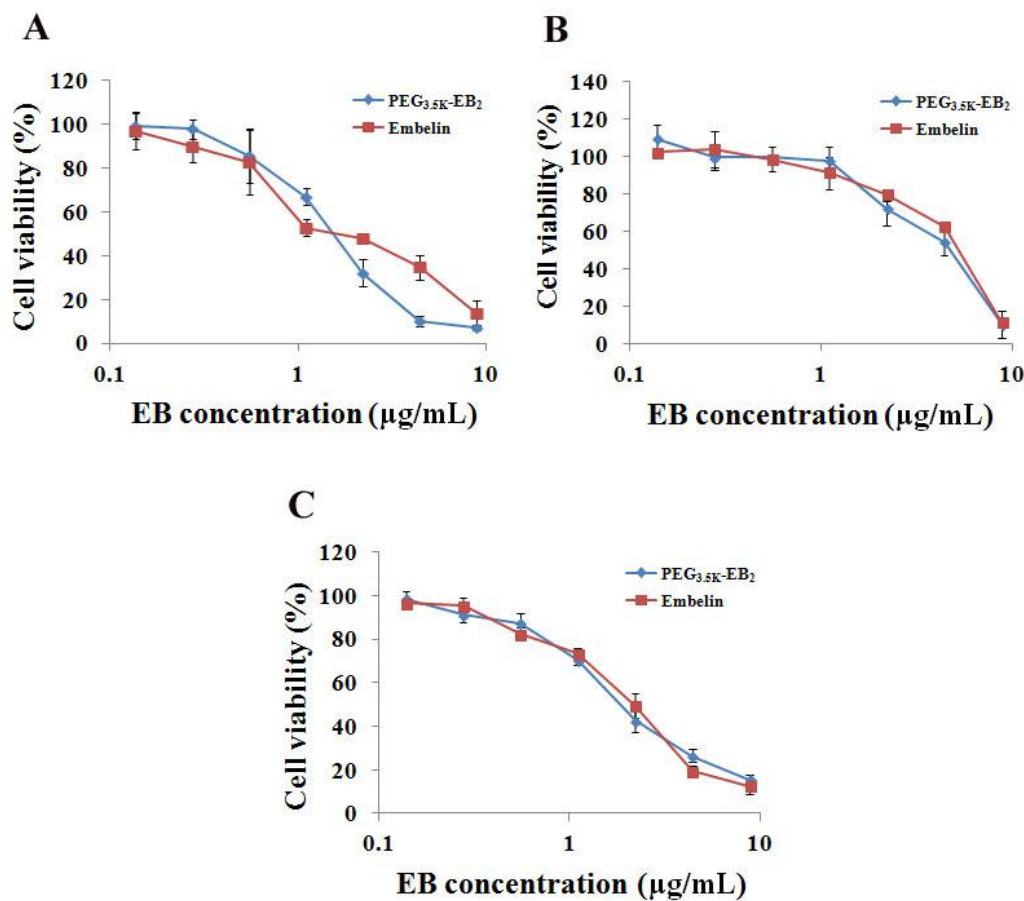 A
Cell viability (%)
120
100
80
60
40
20
0
PEG3.5K-EB2
Embelin
0.1
1
10
EB concentration (µg/mL)
B
Cell viability (%)
140
120
100
80
60
40
20
0
PEG3.5K-EB2
Embelin
0.1
1
10
EB concentration (µg/mL)
C
Cell viability (%)
120
100
80
60
40
20
0
PEG3.5K-EB2
Embelin
0.1
1
10
EB concentration (µg/mL)